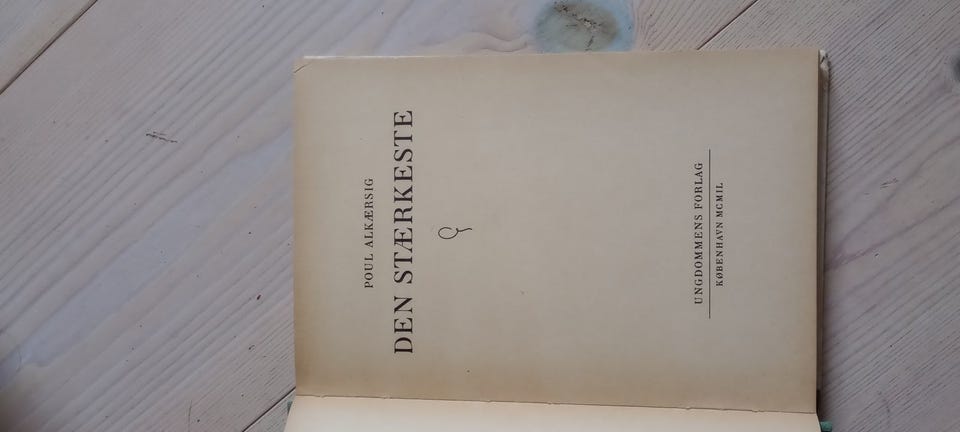 POUL ALKÆRSIG
DEN STÆRKESTE
UNGDOMMENS FORLAG
KØBENHAVN MCMIL